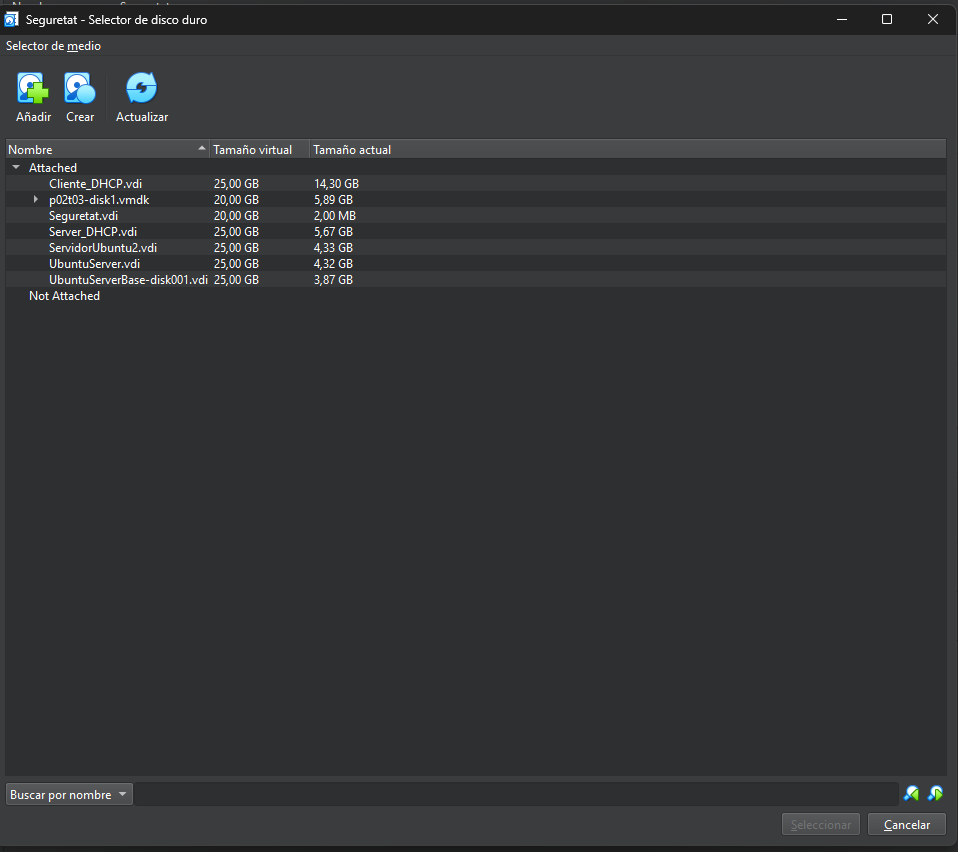 Seguretat - Selector de disco duro
Selector de medio
Añadir Crear Actualizar
Nombre Tamaño virtual Tamaño actual
Attached
Cliente_DHCP.vdi 25,00 GB 14,30 GB
p02t03-disk1.vmdk 20,00 GB 5,89 GB
Seguretat.vdi 20,00 GB 2,00 MB
Server_DHCP.vdi 25,00 GB 5,67 GB
ServidorUbuntu2.vdi 25,00 GB 4,33 GB
UbuntuServer.vdi 25,00 GB 4,32 GB
UbuntuServerBase-disk001.vdi 25,00 GB 3,87 GB
Not Attached
Buscar por nombre
Seleccionar Cancelar